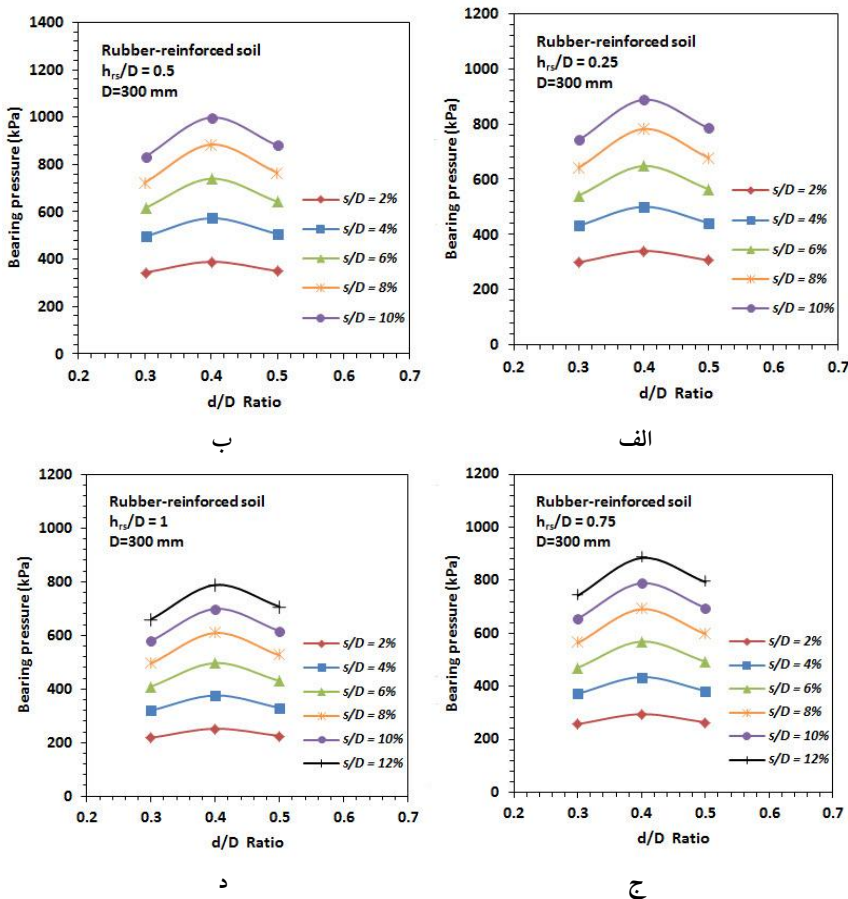 1400
1200
1000
800
600
400
200
0
Bearing pressure (kPa)
Rubber-reinforced soil
hrs/D = 0.5
D=300 mm
s/D = 2%
s/D = 4%
s/D = 6%
s/D = 8%
s/D = 10%
0.2 0.3 0.4 0.5 0.6 0.7
d/D Ratio
ب
1200
1000
800
600
400
200
0
Bearing pressure (kPa)
Rubber-reinforced soil
hrs/D = 0.25
D=300 mm
s/D = 2%
s/D = 4%
s/D = 6%
s/D = 8%
s/D = 10%
0.2 0.3 0.4 0.5 0.6 0.7
d/D Ratio
الف
1200
1000
800
600
400
200
0
Bearing pressure (kPa)
Rubber-reinforced soil
hrs/D = 1
D=300 mm
s/D = 2%
s/D = 4%
s/D = 6%
s/D = 8%
s/D = 10%
s/D = 12%
0.2 0.3 0.4 0.5 0.6 0.7
d/D Ratio
د
1200
1000
800
600
400
200
0
Bearing pressure (kPa)
Rubber-reinforced soil
hrs/D = 0.75
D=300 mm
s/D = 2%
s/D = 4%
s/D = 6%
s/D = 8%
s/D = 10%
s/D = 12%
0.2 0.3 0.4 0.5 0.6 0.7
d/D Ratio
ج